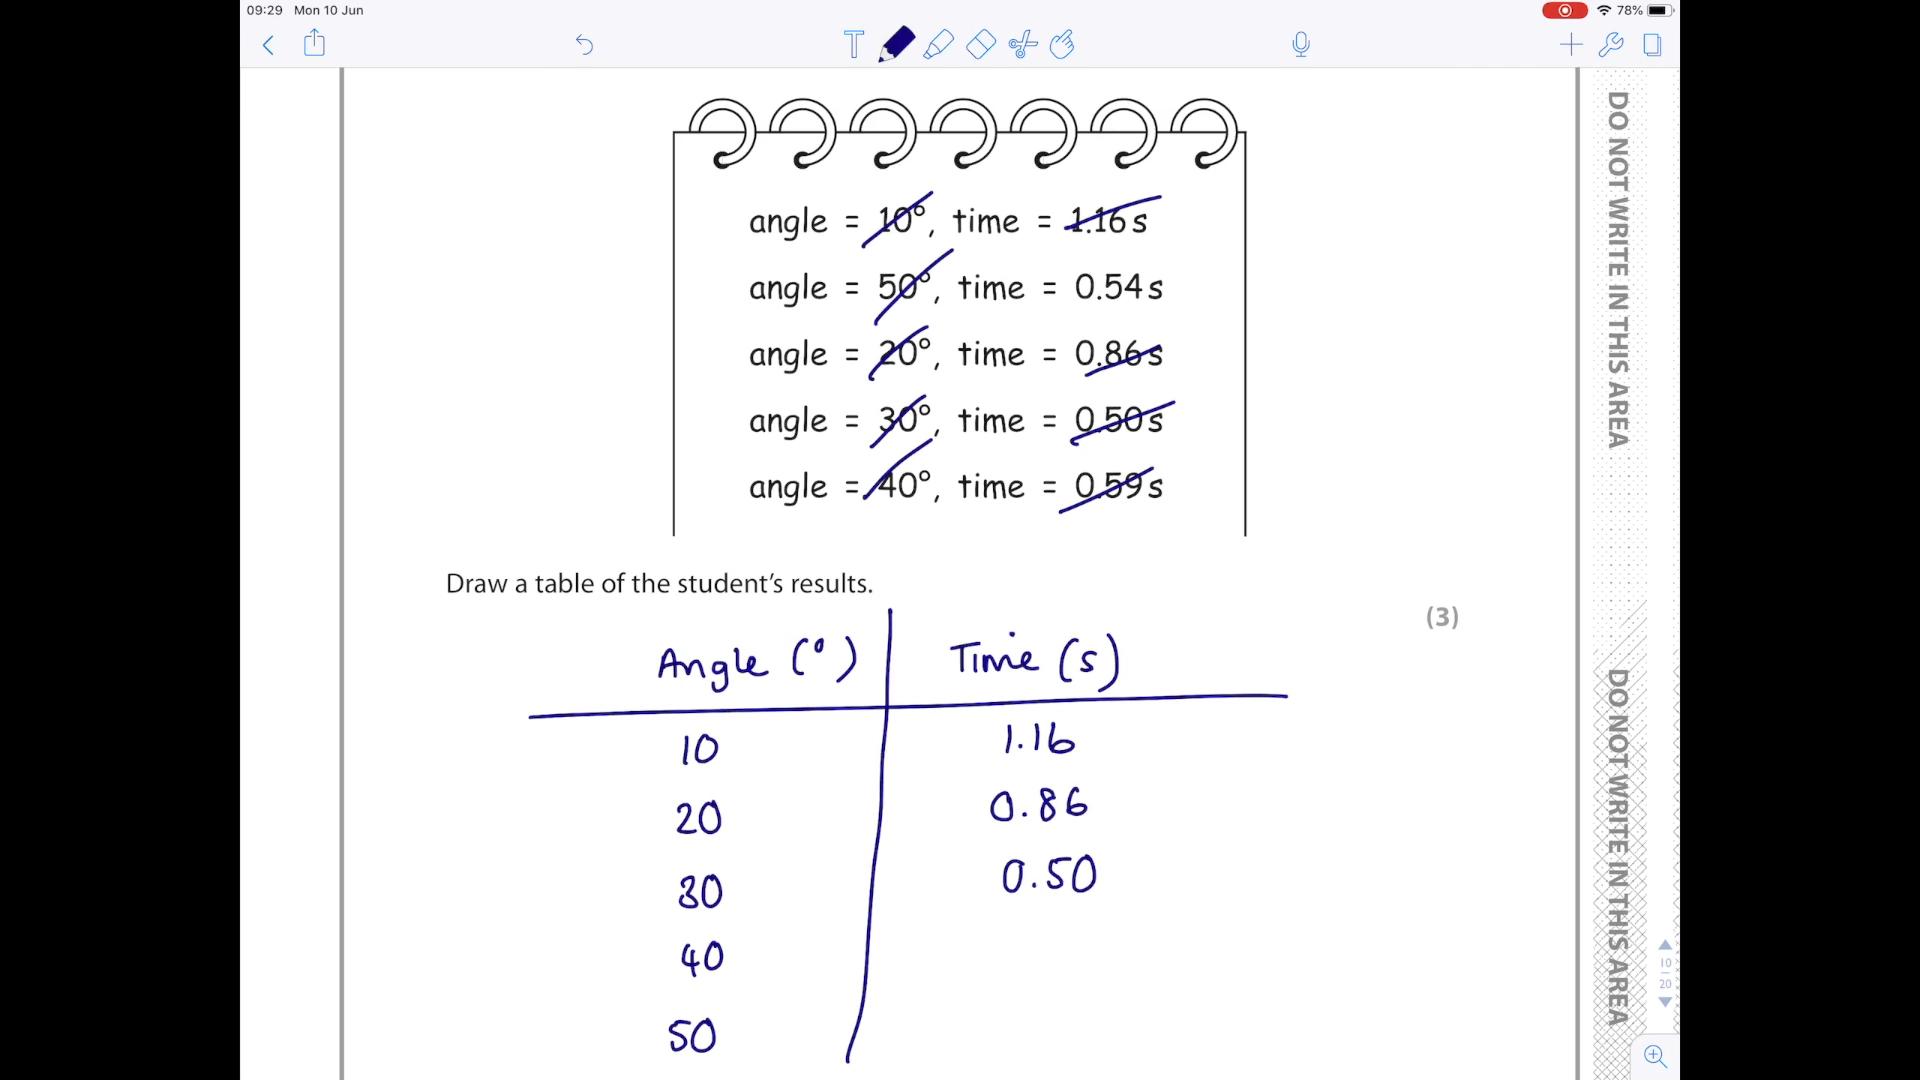 09:29 Mon 10 Jun
78%
T
angle = 10°, time = 1.16 s
angle = 50°, time = 0.54 s
angle = 20°, time = 0.86 s
angle = 30°, time = 0.50 s
angle = 40°, time = 0.59 s
Draw a table of the student's results.
(3)
Angle (°) Time (s)
10 1.16
20 0.86
30 0.50
40
50
DO NOT WRITE IN THIS AREA
DO NOT WRITE IN THIS AREA
10
20